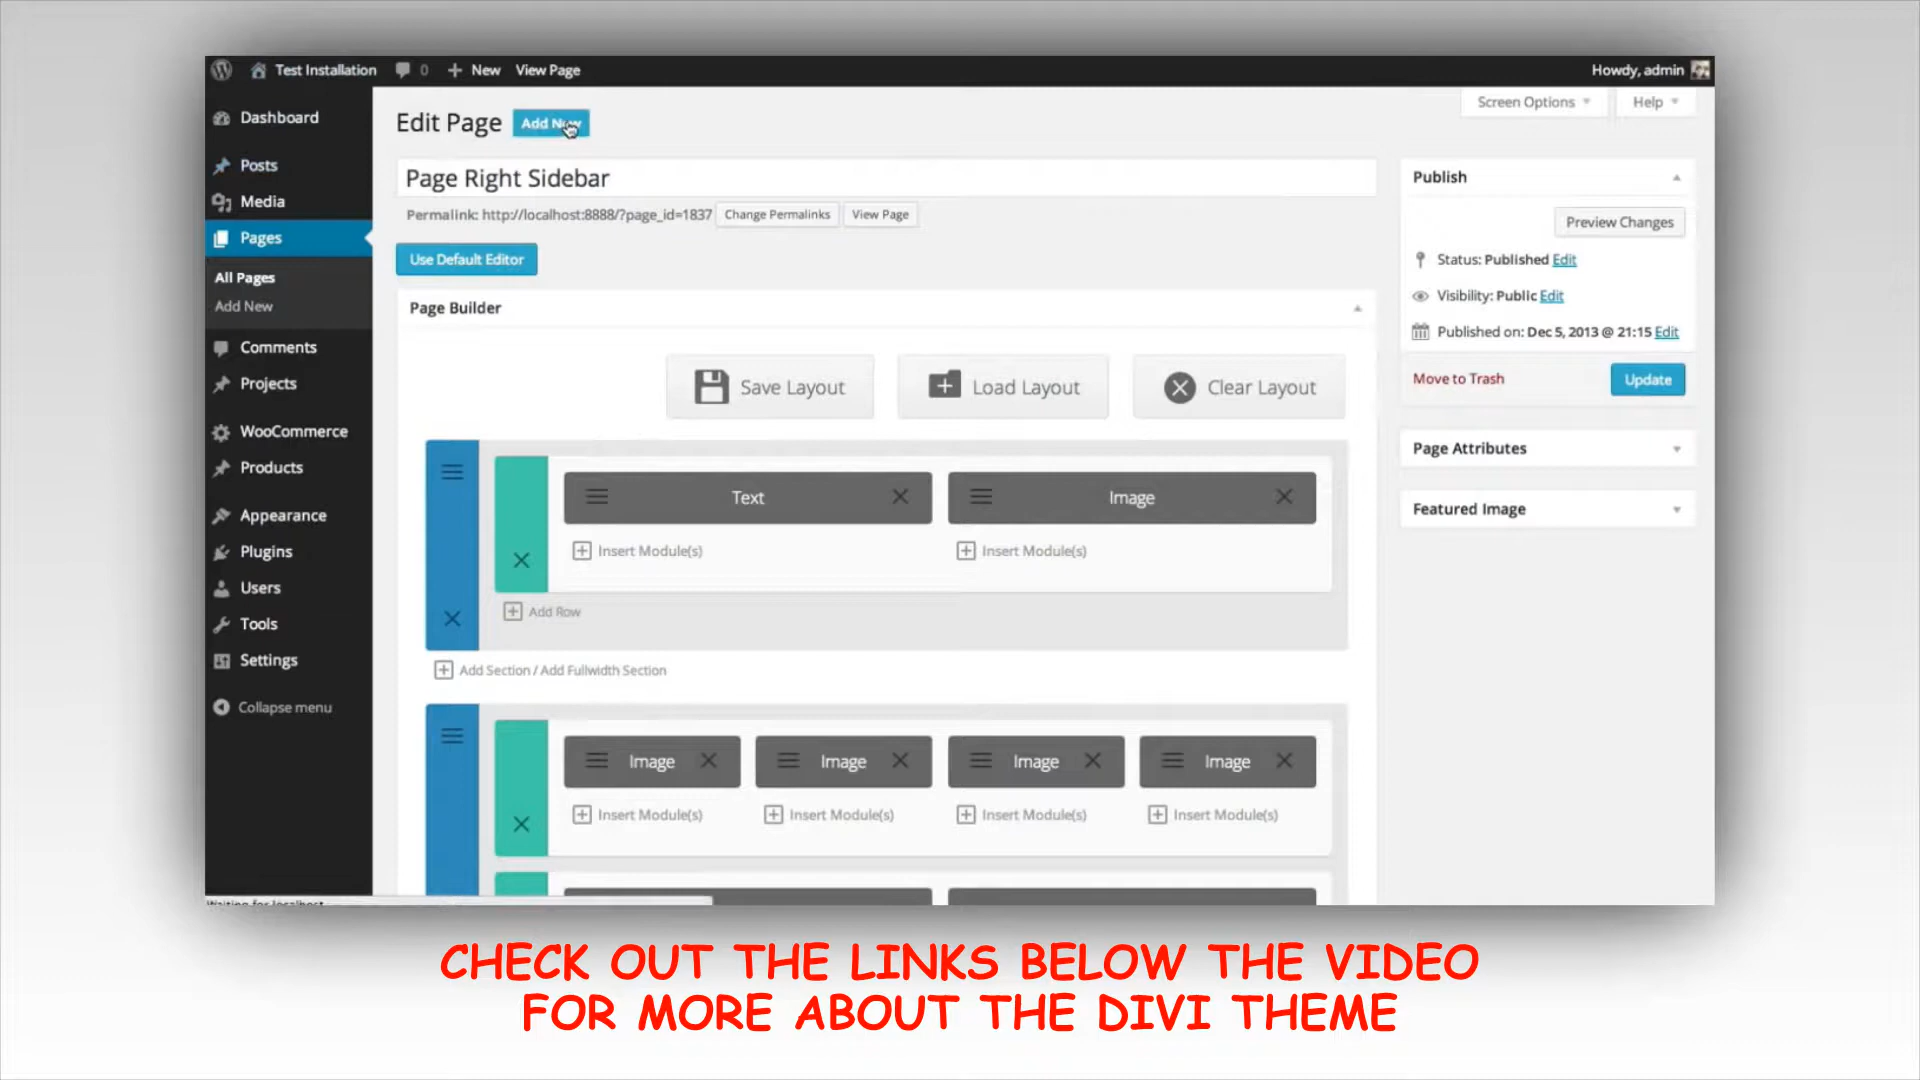 Test Installation 0 New View Page Howdy, admin
Screen Options Help
Dashboard
Posts
Media
Pages
All Pages
Add New
Comments
Projects
WooCommerce
Products
Appearance
Plugins
Users
Tools
Settings
Collapse menu
Edit Page Add New
Page Right Sidebar
Permalink: http://localhost:8888/?page_id=1837 Change Permalinks View Page
Use Default Editor
Page Builder
Save Layout Load Layout Clear Layout
Text Image
Insert Module(s) Insert Module(s)
Add Row
Add Section / Add Fullwidth Section
Image Image Image Image
Insert Module(s) Insert Module(s) Insert Module(s) Insert Module(s)
Publish
Preview Changes
Status: Published Edit
Visibility: Public Edit
Published on: Dec 5, 2013 @ 21:15 Edit
Move to Trash Update
Page Attributes
Featured Image
Waiting for localhost
CHECK OUT THE LINKS BELOW THE VIDEO
FOR MORE ABOUT THE DIVI THEME